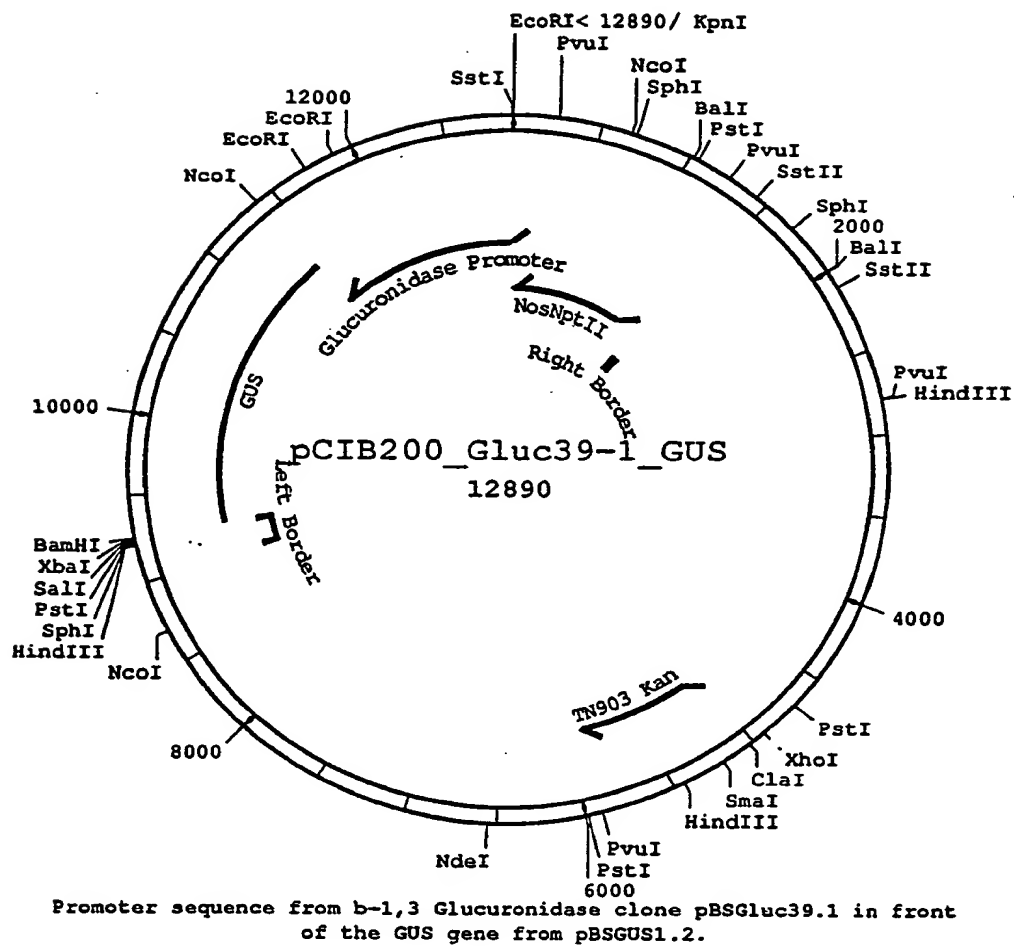 EcoRI< 12890/ KpnI
PvuI
NcoI
SstI
SphI
12000
BalI
EcoRI
PstI
EcoRI
PvuI
NcoI
SstII
SphI
2000
BalI
SstII
Glucuronidase Promoter
NosNptII
Right Border
GUS
PvuI
HindIII
10000
pCIB200_Gluc39-1_GUS
12890
Left Border
BamHI
XbaI
SalI
PstI
SphI
HindIII
NcoI
4000
TN903 Kan
PstI
8000
XhoI
ClaI
SmaI
HindIII
PvuI
NdeI
PstI
6000
Promoter sequence from b-1,3 Glucuronidase clone pBSGluc39.1 in front
of the GUS gene from pBSGUS1.2.